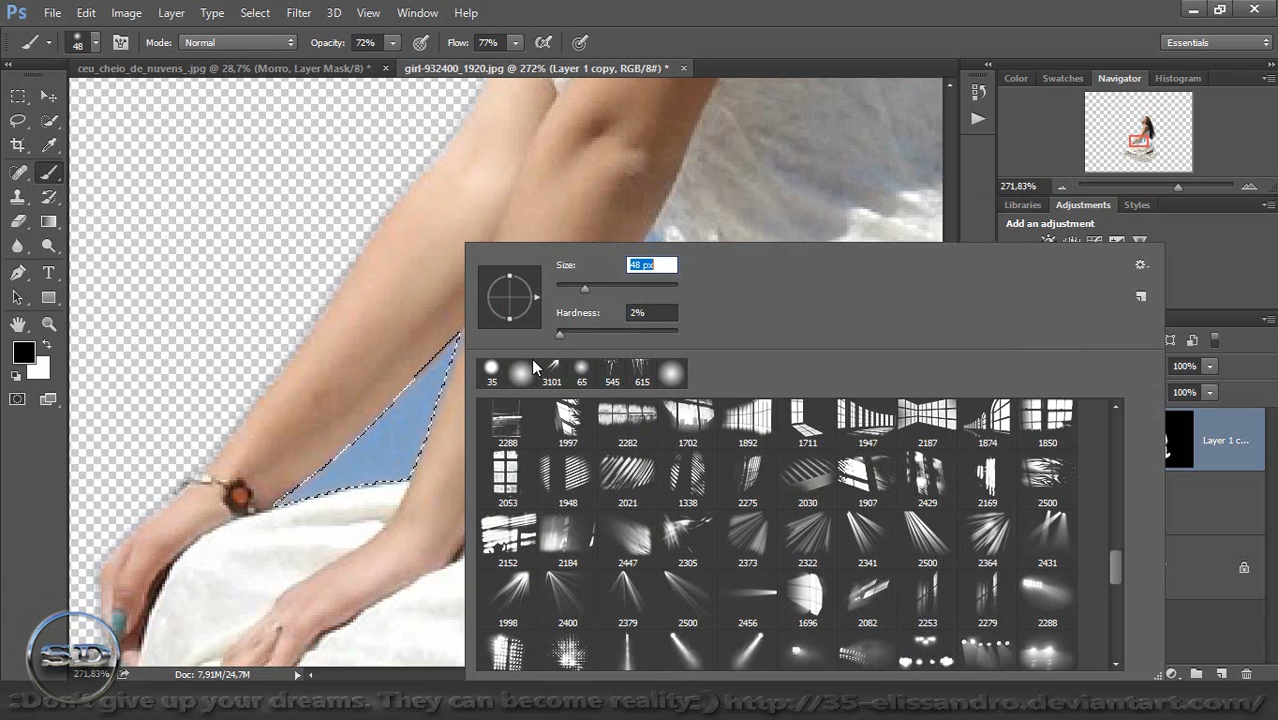 Ps File Edit Image Layer Type Select Filter 3D View Window Help
48 Mode: Normal Opacity: 72% Flow: 77% Essentials
ceu_cheio_de_nuvens_.jpg @ 28,7% (Morro, Layer Mask/8) * × girl-932400_1920.jpg @ 272% (Layer 1 copy, RGB/8#) * ×
Color Swatches Navigator Histogram
271,83%
Libraries Adjustments Styles
Add an adjustment
Size: 48 px
Hardness: 2%
35 3101 65 545 615
100%
100%
2288 1997 2282 1702 1892 1711 1947 2187 1874 1850
Layer 1 c...
2053 1948 2021 1338 2275 2030 1907 2429 2169 2500
2152 2184 2447 2305 2373 2322 2341 2500 2364 2431
1998 2400 2379 2500 2456 1696 2082 2253 2279 2288
SD
271,83% Doc: 7,91M/24,7M
:Don't give up your dreams. They can become reality:) http://35-elissandro.deviantart.com/